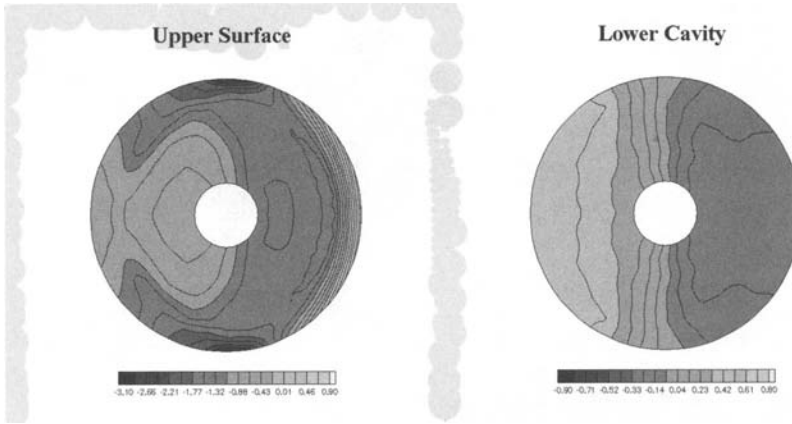 Upper Surface
Lower Cavity
-3.10 -2.66 -2.21 -1.77 -1.32 -0.88 -0.43 0.01 0.46 0.90
-0.90 -0.71 -0.52 -0.33 -0.14 0.04 0.23 0.42 0.61 0.80